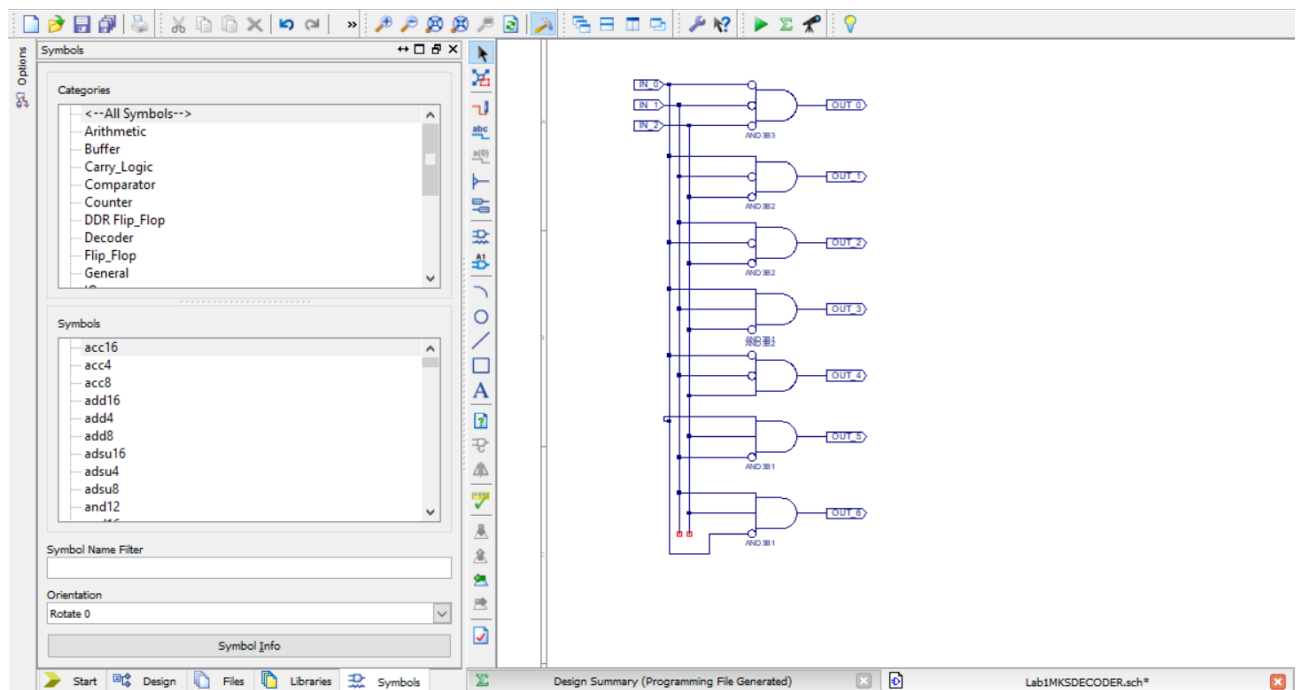 »
Options
Symbols
Categories
<--All Symbols-->
Arithmetic
Buffer
Carry_Logic
Comparator
Counter
DDR Flip_Flop
Decoder
Flip_Flop
General
Symbols
acc16
acc4
acc8
add16
add4
add8
adsu16
adsu4
adsu8
and12
Symbol Name Filter
Orientation
Rotate 0
Symbol Info
Start
Design
Files
Libraries
Symbols
abc
a(0)
A1
A
IN_0
IN_1
IN_2
OUT_0
AND3B3
OUT_1
AND3B2
OUT_2
AND3B2
OUT_3
OUT_4
OUT_5
AND3B1
OUT_6
AND3B1
Design Summary (Programming File Generated)
Lab1MKSDECODER.sch*